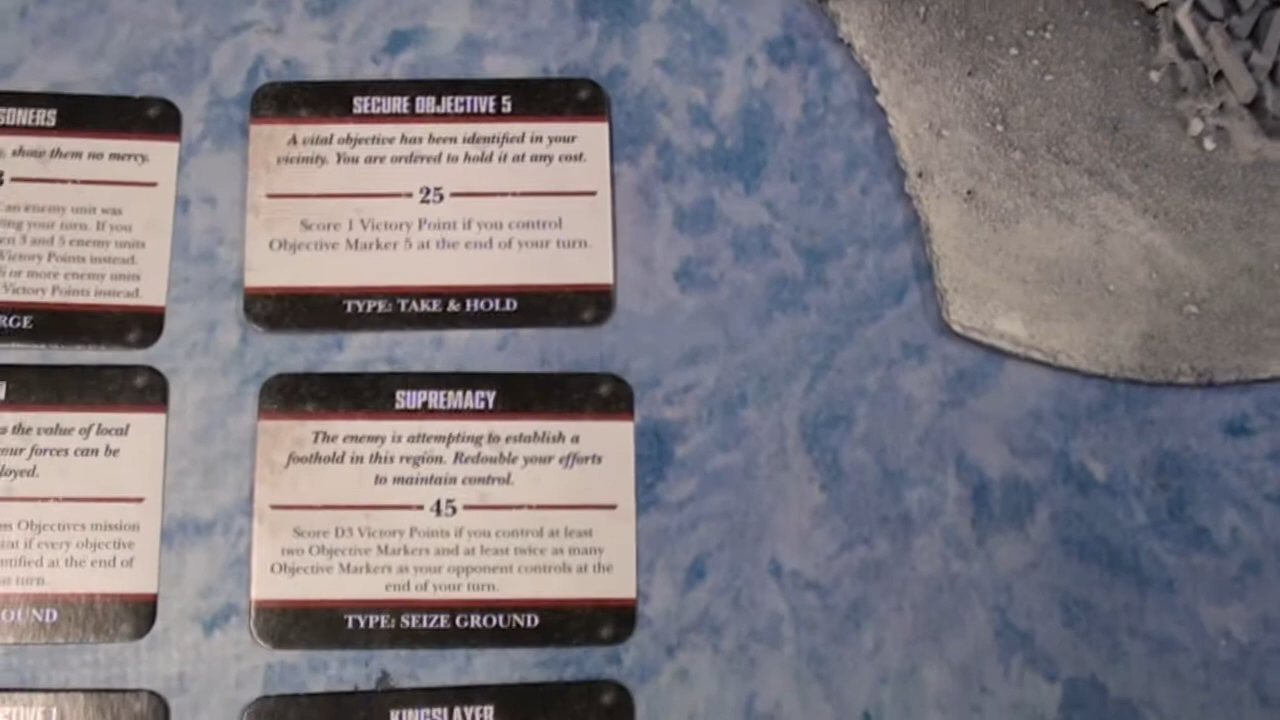 SONERS
show them no mercy.
an enemy unit was
ing your turn. If you
en 3 and 5 enemy units
Victory Points instead.
6 or more enemy units
Victory Points instead.
RGE
SECURE OBJECTIVE 5
A vital objective has been identified in your
vicinity. You are ordered to hold it at any cost.
25
Score 1 Victory Point if you control
Objective Marker 5 at the end of your turn.
TYPE: TAKE & HOLD
s the value of local
our forces can be
loyed.
Objectives mission
if every objective
ntified at the end of
turn.
OUND
SUPREMACY
The enemy is attempting to establish a
foothold in this region. Redouble your efforts
to maintain control.
45
Score D3 Victory Points if you control at least
two Objective Markers and at least twice as many
Objective Markers as your opponent controls at the
end of your turn.
TYPE: SEIZE GROUND
CTIVE 1
KINGSLAYER